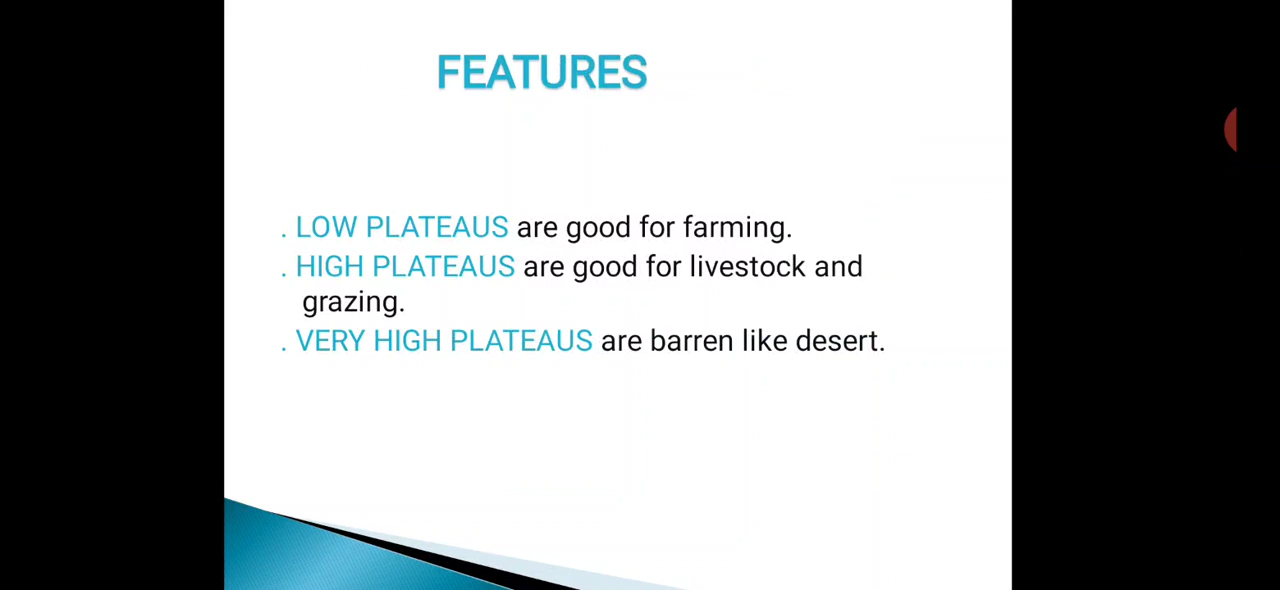 FEATURES
. LOW PLATEAUS are good for farming.
. HIGH PLATEAUS are good for livestock and
grazing.
. VERY HIGH PLATEAUS are barren like desert.